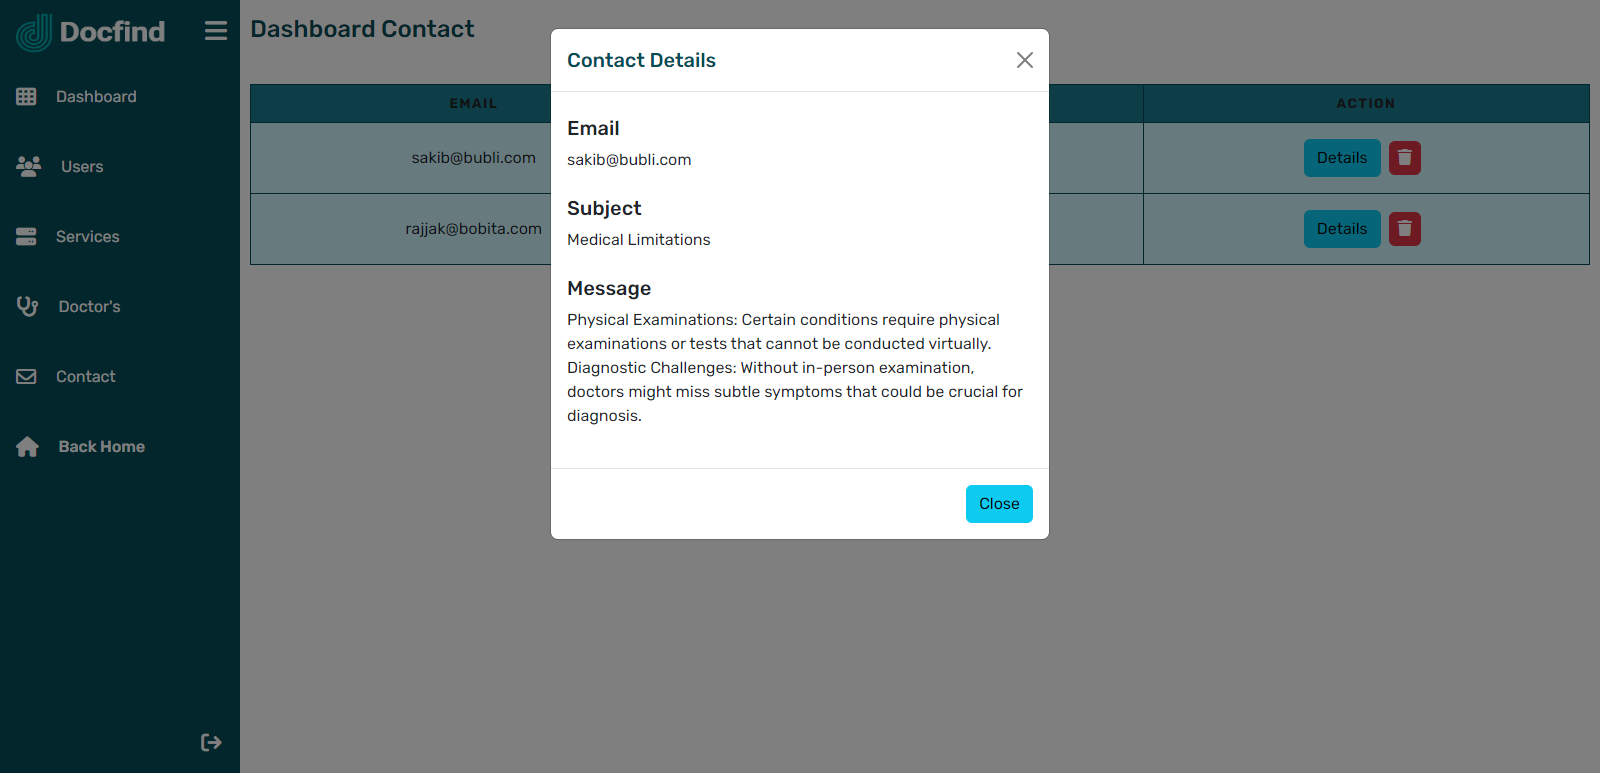 Docfind
Dashboard
Users
Services
Doctor's
Contact
Back Home
Dashboard Contact
EMAIL
ACTION
sakib@bubli.com
Details
rajjak@bobita.com
Details
Contact Details
Email
sakib@bubli.com
Subject
Medical Limitations
Message
Physical Examinations: Certain conditions require physical
examinations or tests that cannot be conducted virtually.
Diagnostic Challenges: Without in-person examination,
doctors might miss subtle symptoms that could be crucial for
diagnosis.
Close